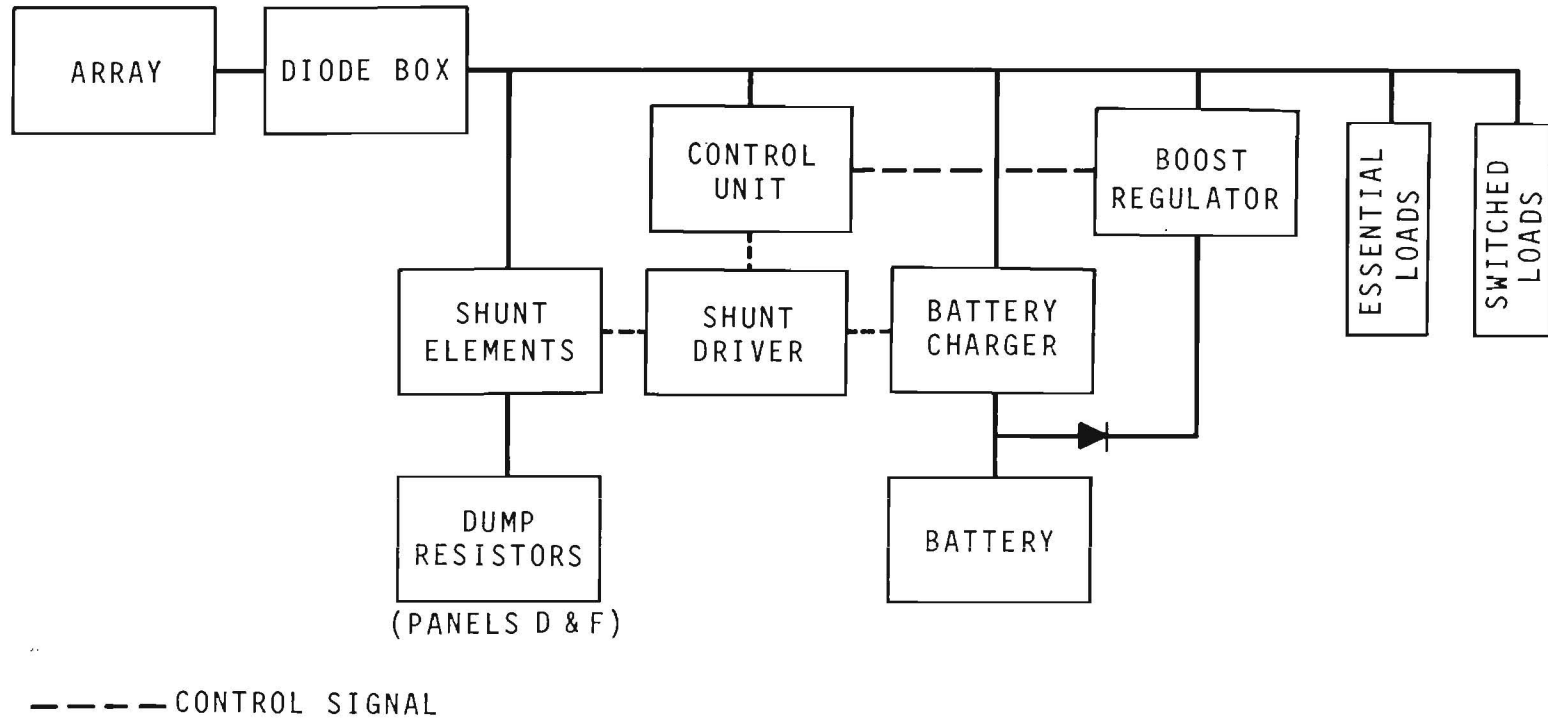 ARRAY
DIODE BOX
CONTROL
UNIT
BOOST
REGULATOR
ESSENTIAL
LOADS
SWITCHED
LOADS
SHUNT
ELEMENTS
SHUNT
DRIVER
BATTERY
CHARGER
DUMP
RESISTORS
(PANELS D & F)
BATTERY
CONTROL SIGNAL